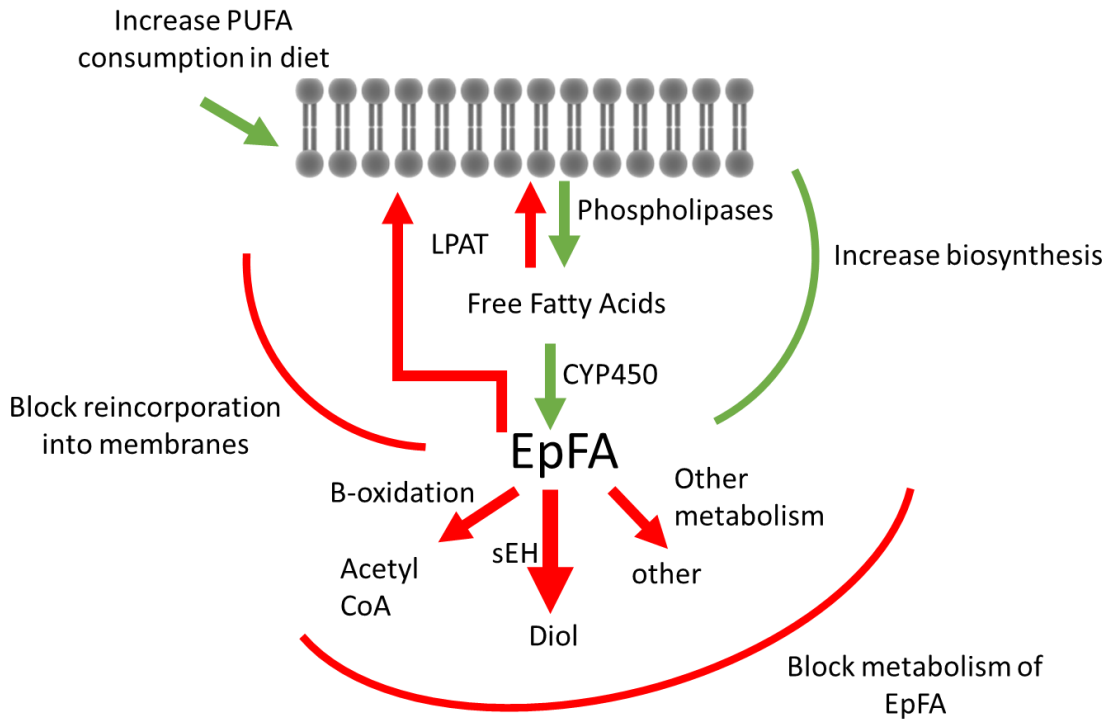 Increase PUFA
consumption in diet
Phospholipases
LPAT
Increase biosynthesis
Free Fatty Acids
CYP450
Block reincorporation
into membranes
EpFA
B-oxidation
Other
metabolism
sEH
Acetyl
CoA
other
Diol
Block metabolism of
EpFA